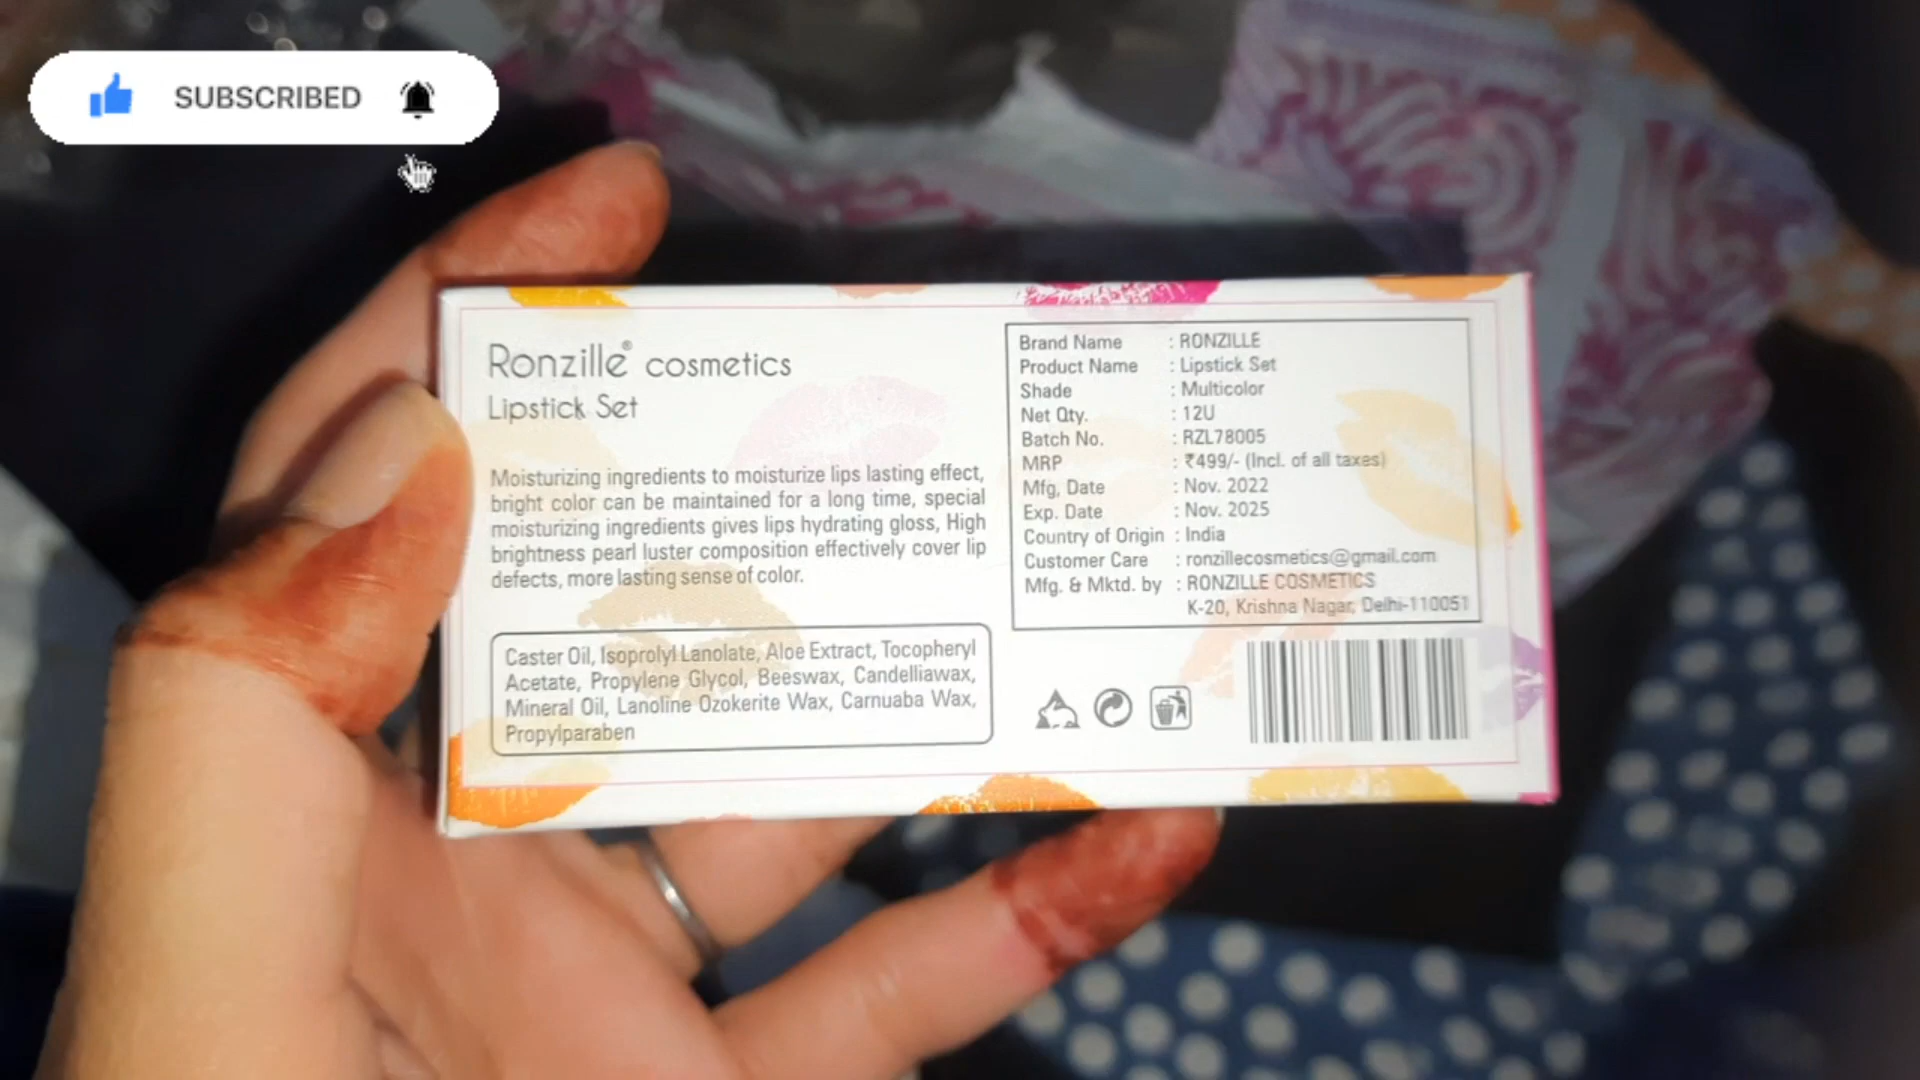 SUBSCRIBED
Ronzille® cosmetics
Lipstick Set
Moisturizing ingredients to moisturize lips lasting effect,
bright color can be maintained for a long time, special
moisturizing ingredients gives lips hydrating gloss, High
brightness pearl luster composition effectively cover lip
defects, more lasting sense of color.
Caster Oil, Isoprolyl Lanolate, Aloe Extract, Tocopheryl
Acetate, Propylene Glycol, Beeswax, Candelliawax,
Mineral Oil, Lanoline Ozokerite Wax, Carnuaba Wax,
Propylparaben
Brand Name : RONZILLE
Product Name : Lipstick Set
Shade : Multicolor
Net Qty. : 12U
Batch No. : RZL78005
MRP : ₹499/- (Incl. of all taxes)
Mfg, Date : Nov. 2022
Exp. Date : Nov. 2025
Country of Origin : India
Customer Care : ronzillecosmetics@gmail.com
Mfg. & Mktd. by : RONZILLE COSMETICS
K-20, Krishna Nagar, Delhi-110051